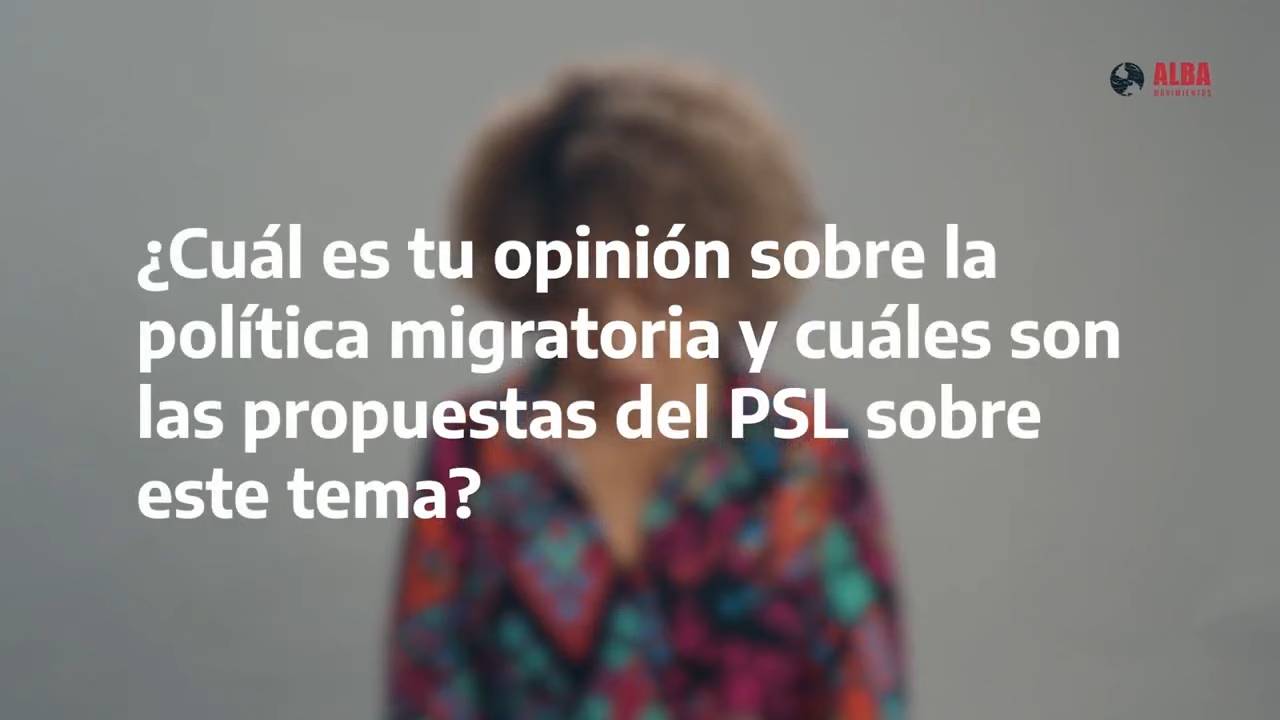 ALBA
MOVIMIENTOS
¿Cuál es tu opinión sobre la
política migratoria y cuáles son
las propuestas del PSL sobre
este tema?